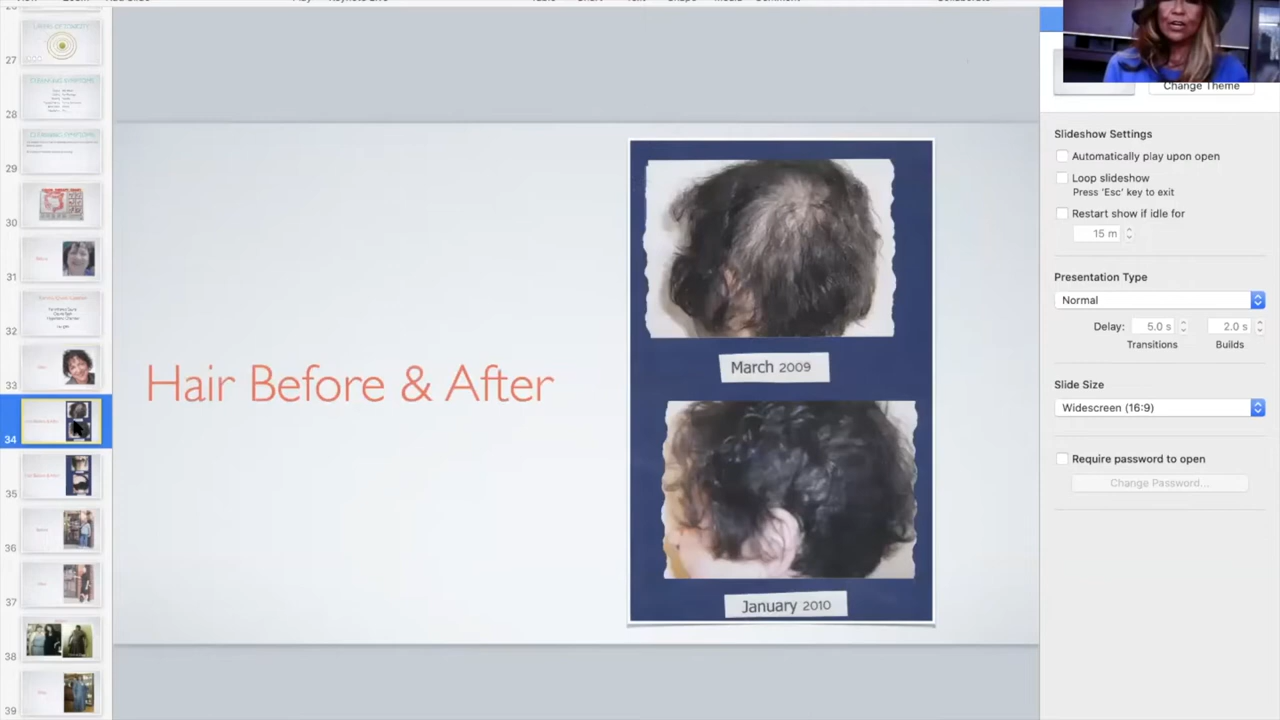 27
28
29
30
31
32
33
34
35
36
37
38
39
Hair Before & After
March 2009
January 2010
Change Theme
Slideshow Settings
Automatically play upon open
Loop slideshow
Press 'Esc' key to exit
Restart show if idle for
15 m
Presentation Type
Normal
Delay: 5.0 s 2.0 s
Transitions Builds
Slide Size
Widescreen (16:9)
Require password to open
Change Password...